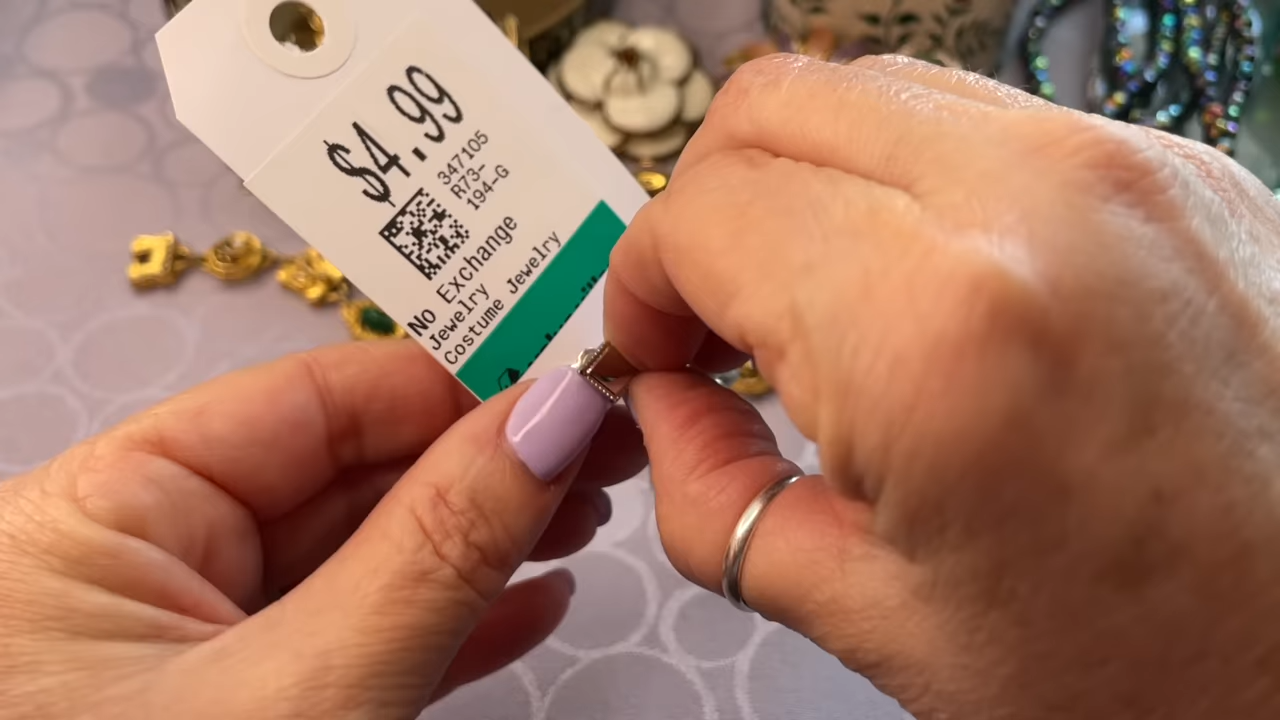 $4.99
347105
R73-
194-G
No Exchange
Jewelry
Costume Jewelry